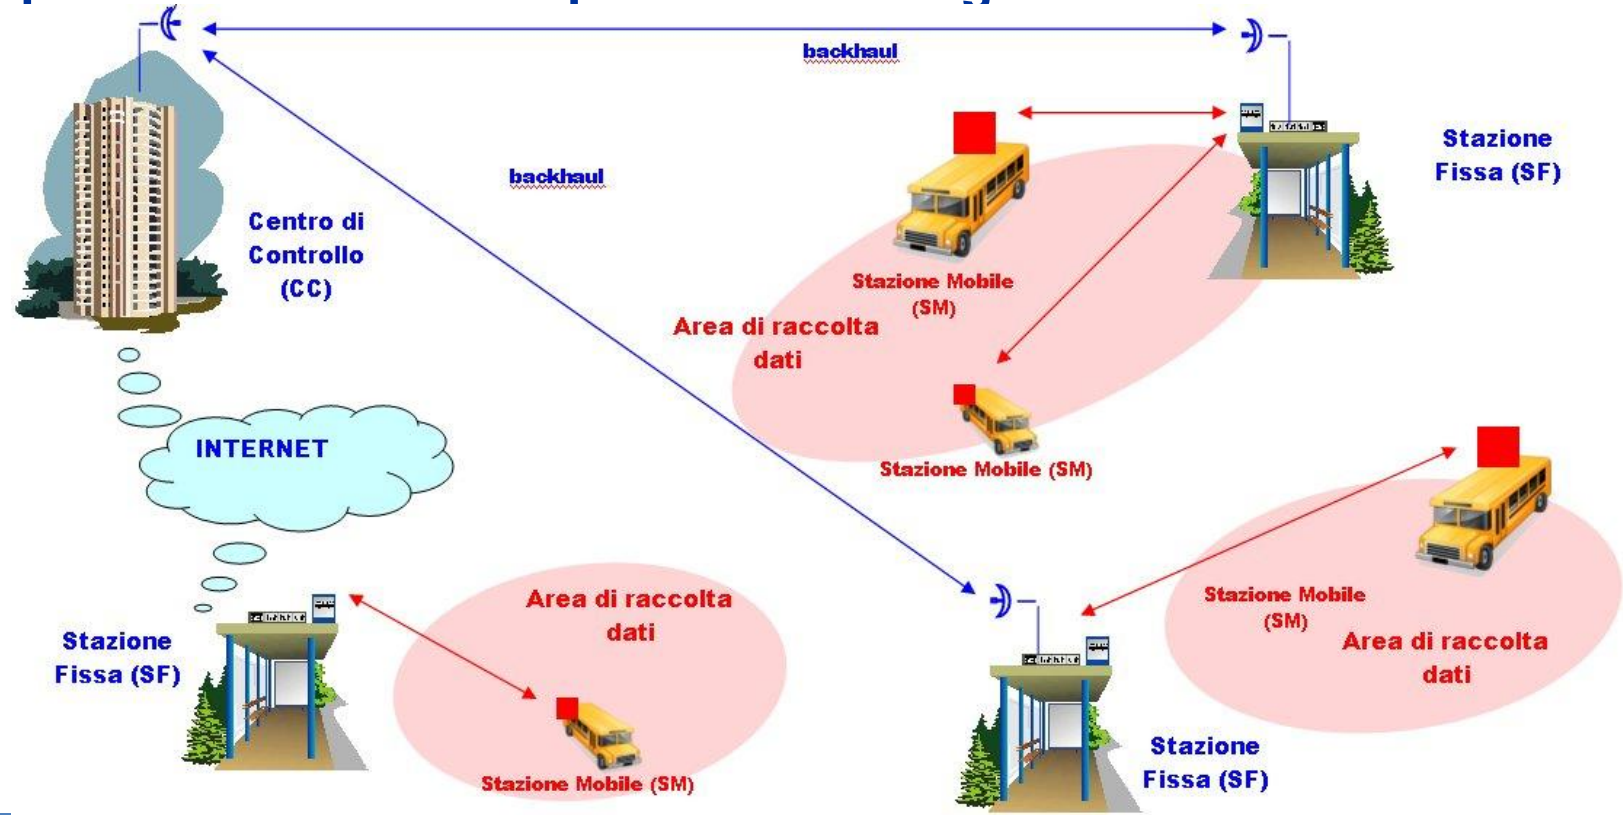 backhaul
Stazione
Fissa (SF)
backhaul
Centro di
Controllo
(CC)
Stazione Mobile
(SM)
Area di raccolta
dati
Stazione Mobile (SM)
INTERNET
Area di raccolta
dati
Stazione Mobile
(SM)
Area di raccolta
dati
Stazione
Fissa (SF)
Stazione Mobile (SM)
Stazione
Fissa (SF)